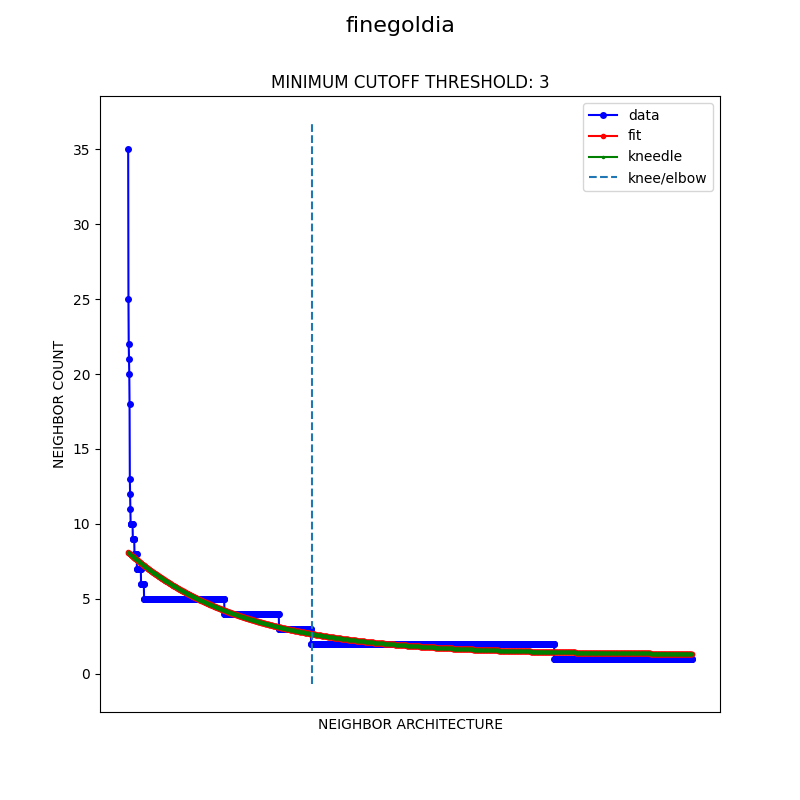 finegoldia
MINIMUM CUTOFF THRESHOLD: 3
data
fit
kneedle
knee/elbow
35
30
25
20
15
10
5
0
NEIGHBOR COUNT
NEIGHBOR ARCHITECTURE